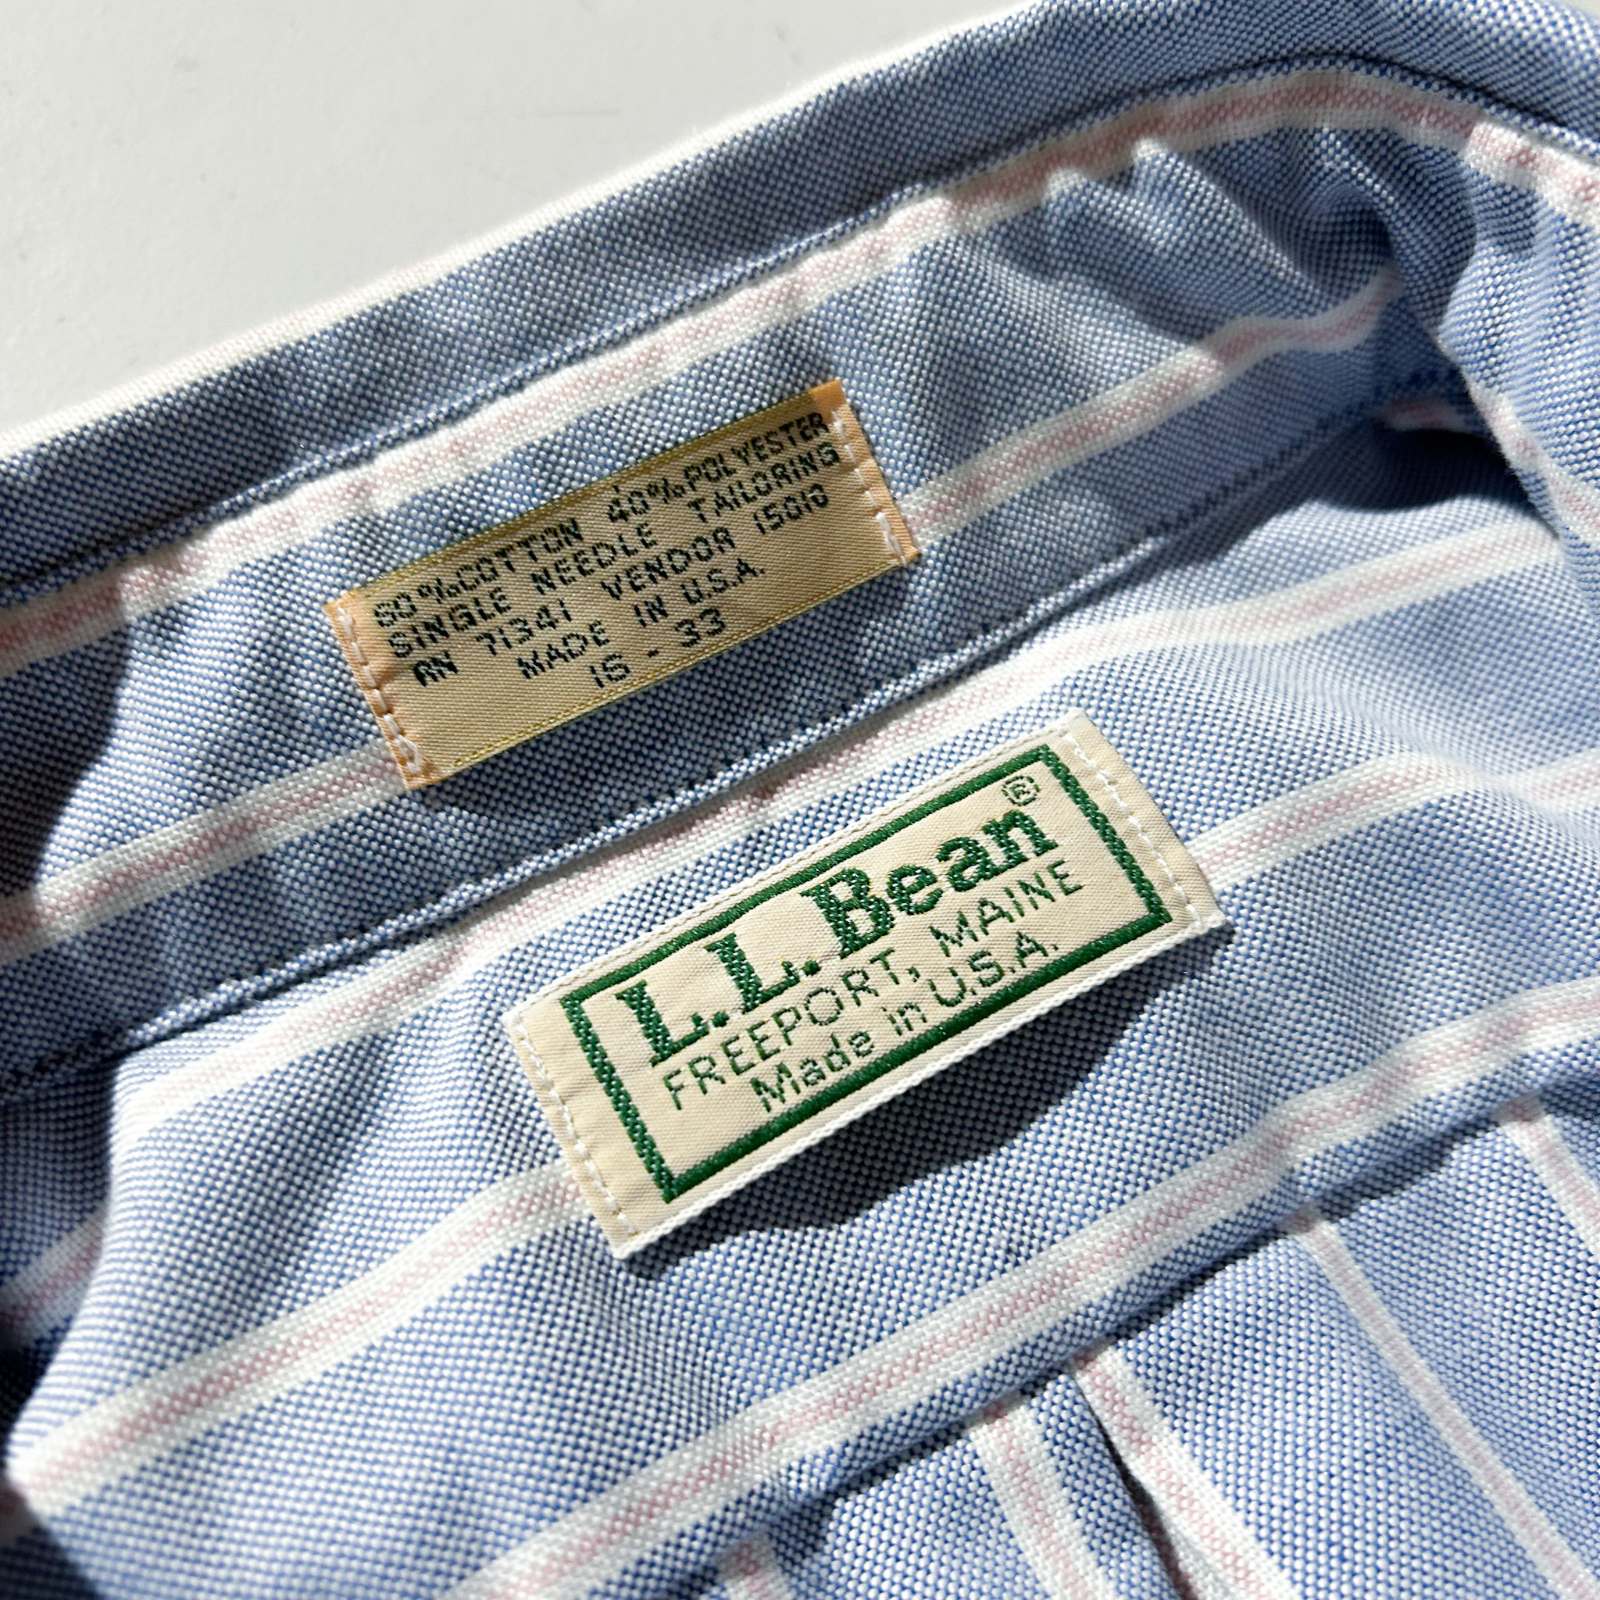 60%COTTON 40%POLYESTER
SINGLE NEEDLE TAILORING
RN 71341 VENDOR 15010
MADE IN U.S.A.
15 - 33
L.L.Bean®
FREEPORT, MAINE
Made in U.S.A.